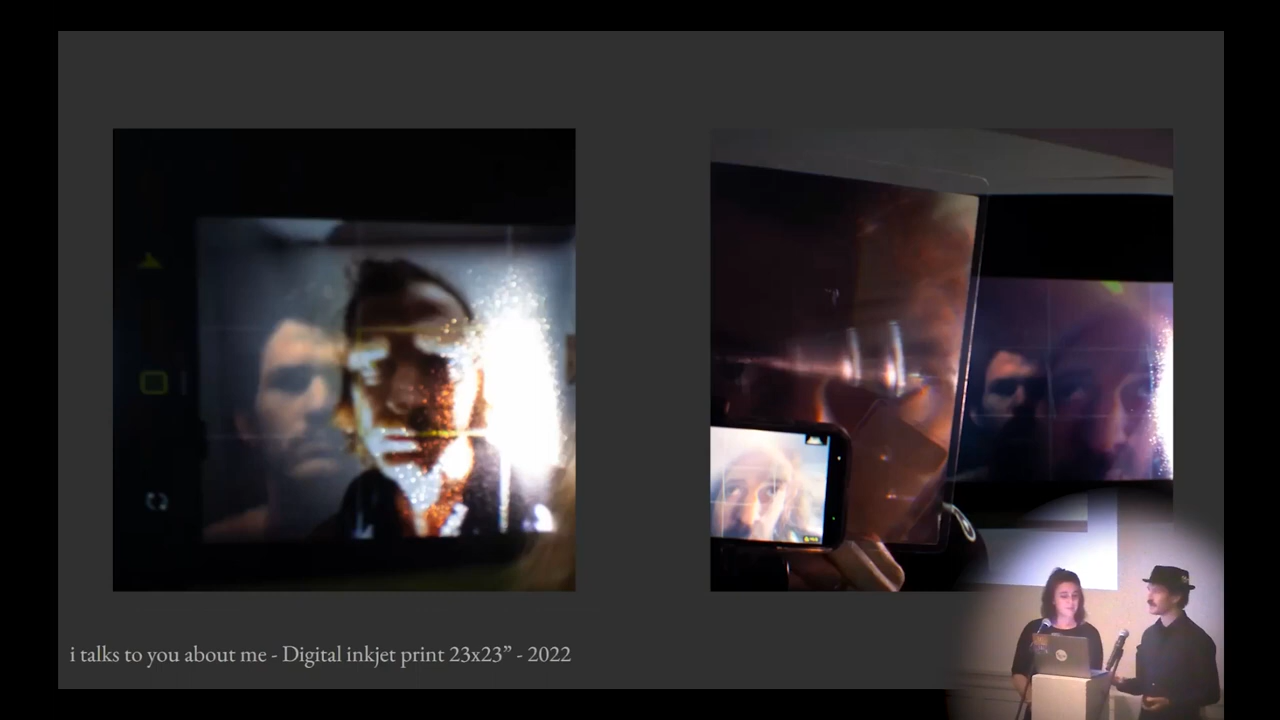 i talks to you about me - Digital inkjet print 23x23” - 2022